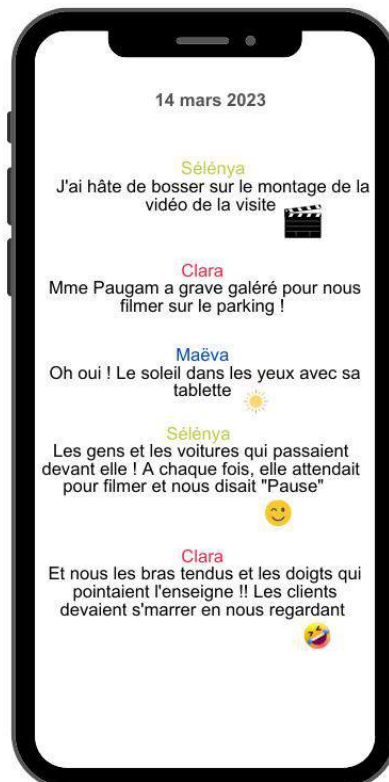 14 mars 2023
Sélénya
J'ai hâte de bosser sur le montage de la
vidéo de la visite
Clara
Mme Paugam a grave galéré pour nous
filmer sur le parking !
Maëva
Oh oui ! Le soleil dans les yeux avec sa
tablette
Sélénya
Les gens et les voitures qui passaient
devant elle ! A chaque fois, elle attendait
pour filmer et nous disait "Pause"
Clara
Et nous les bras tendus et les doigts qui
pointaient l'enseigne !! Les clients
devaient s'marrer en nous regardant